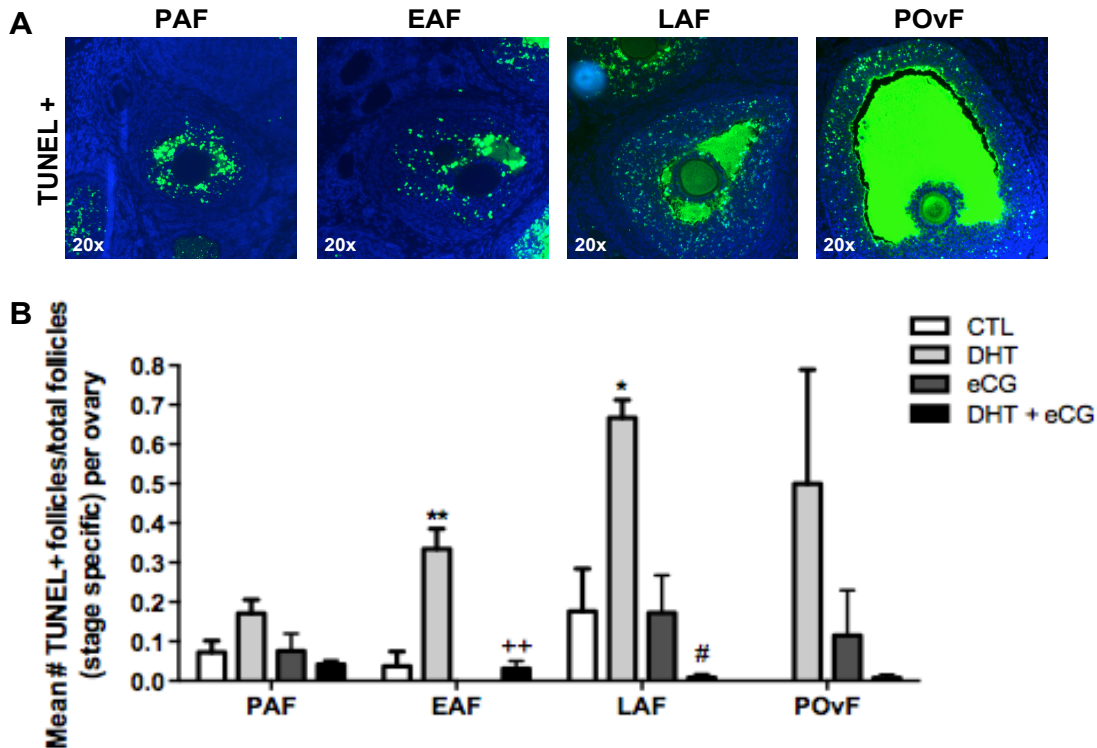 A
PAF
EAF
LAF
POvF
TUNEL +
20x
20x
20x
20x
B
Mean # TUNEL+ follicles/total follicles
(stage specific) per ovary
CTL
DHT
eCG
DHT + eCG
0.8
0.7
0.6
0.5
0.4
0.3
0.2
0.1
0.0
**
++
*
#
PAF
EAF
LAF
POvF